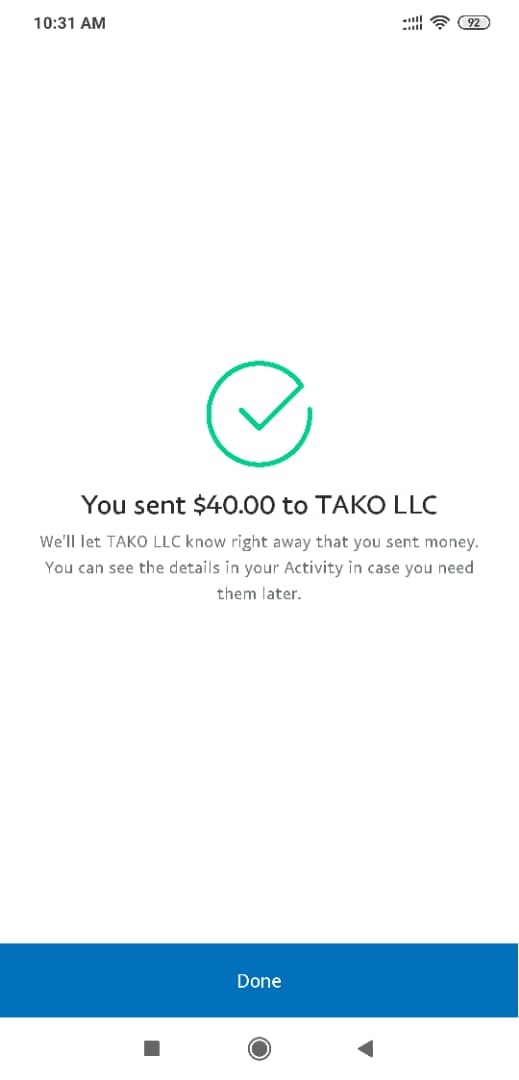 10:31 AM
92
You sent $40.00 to TAKO LLC
We'll let TAKO LLC know right away that you sent money.
You can see the details in your Activity in case you need
them later.
Done